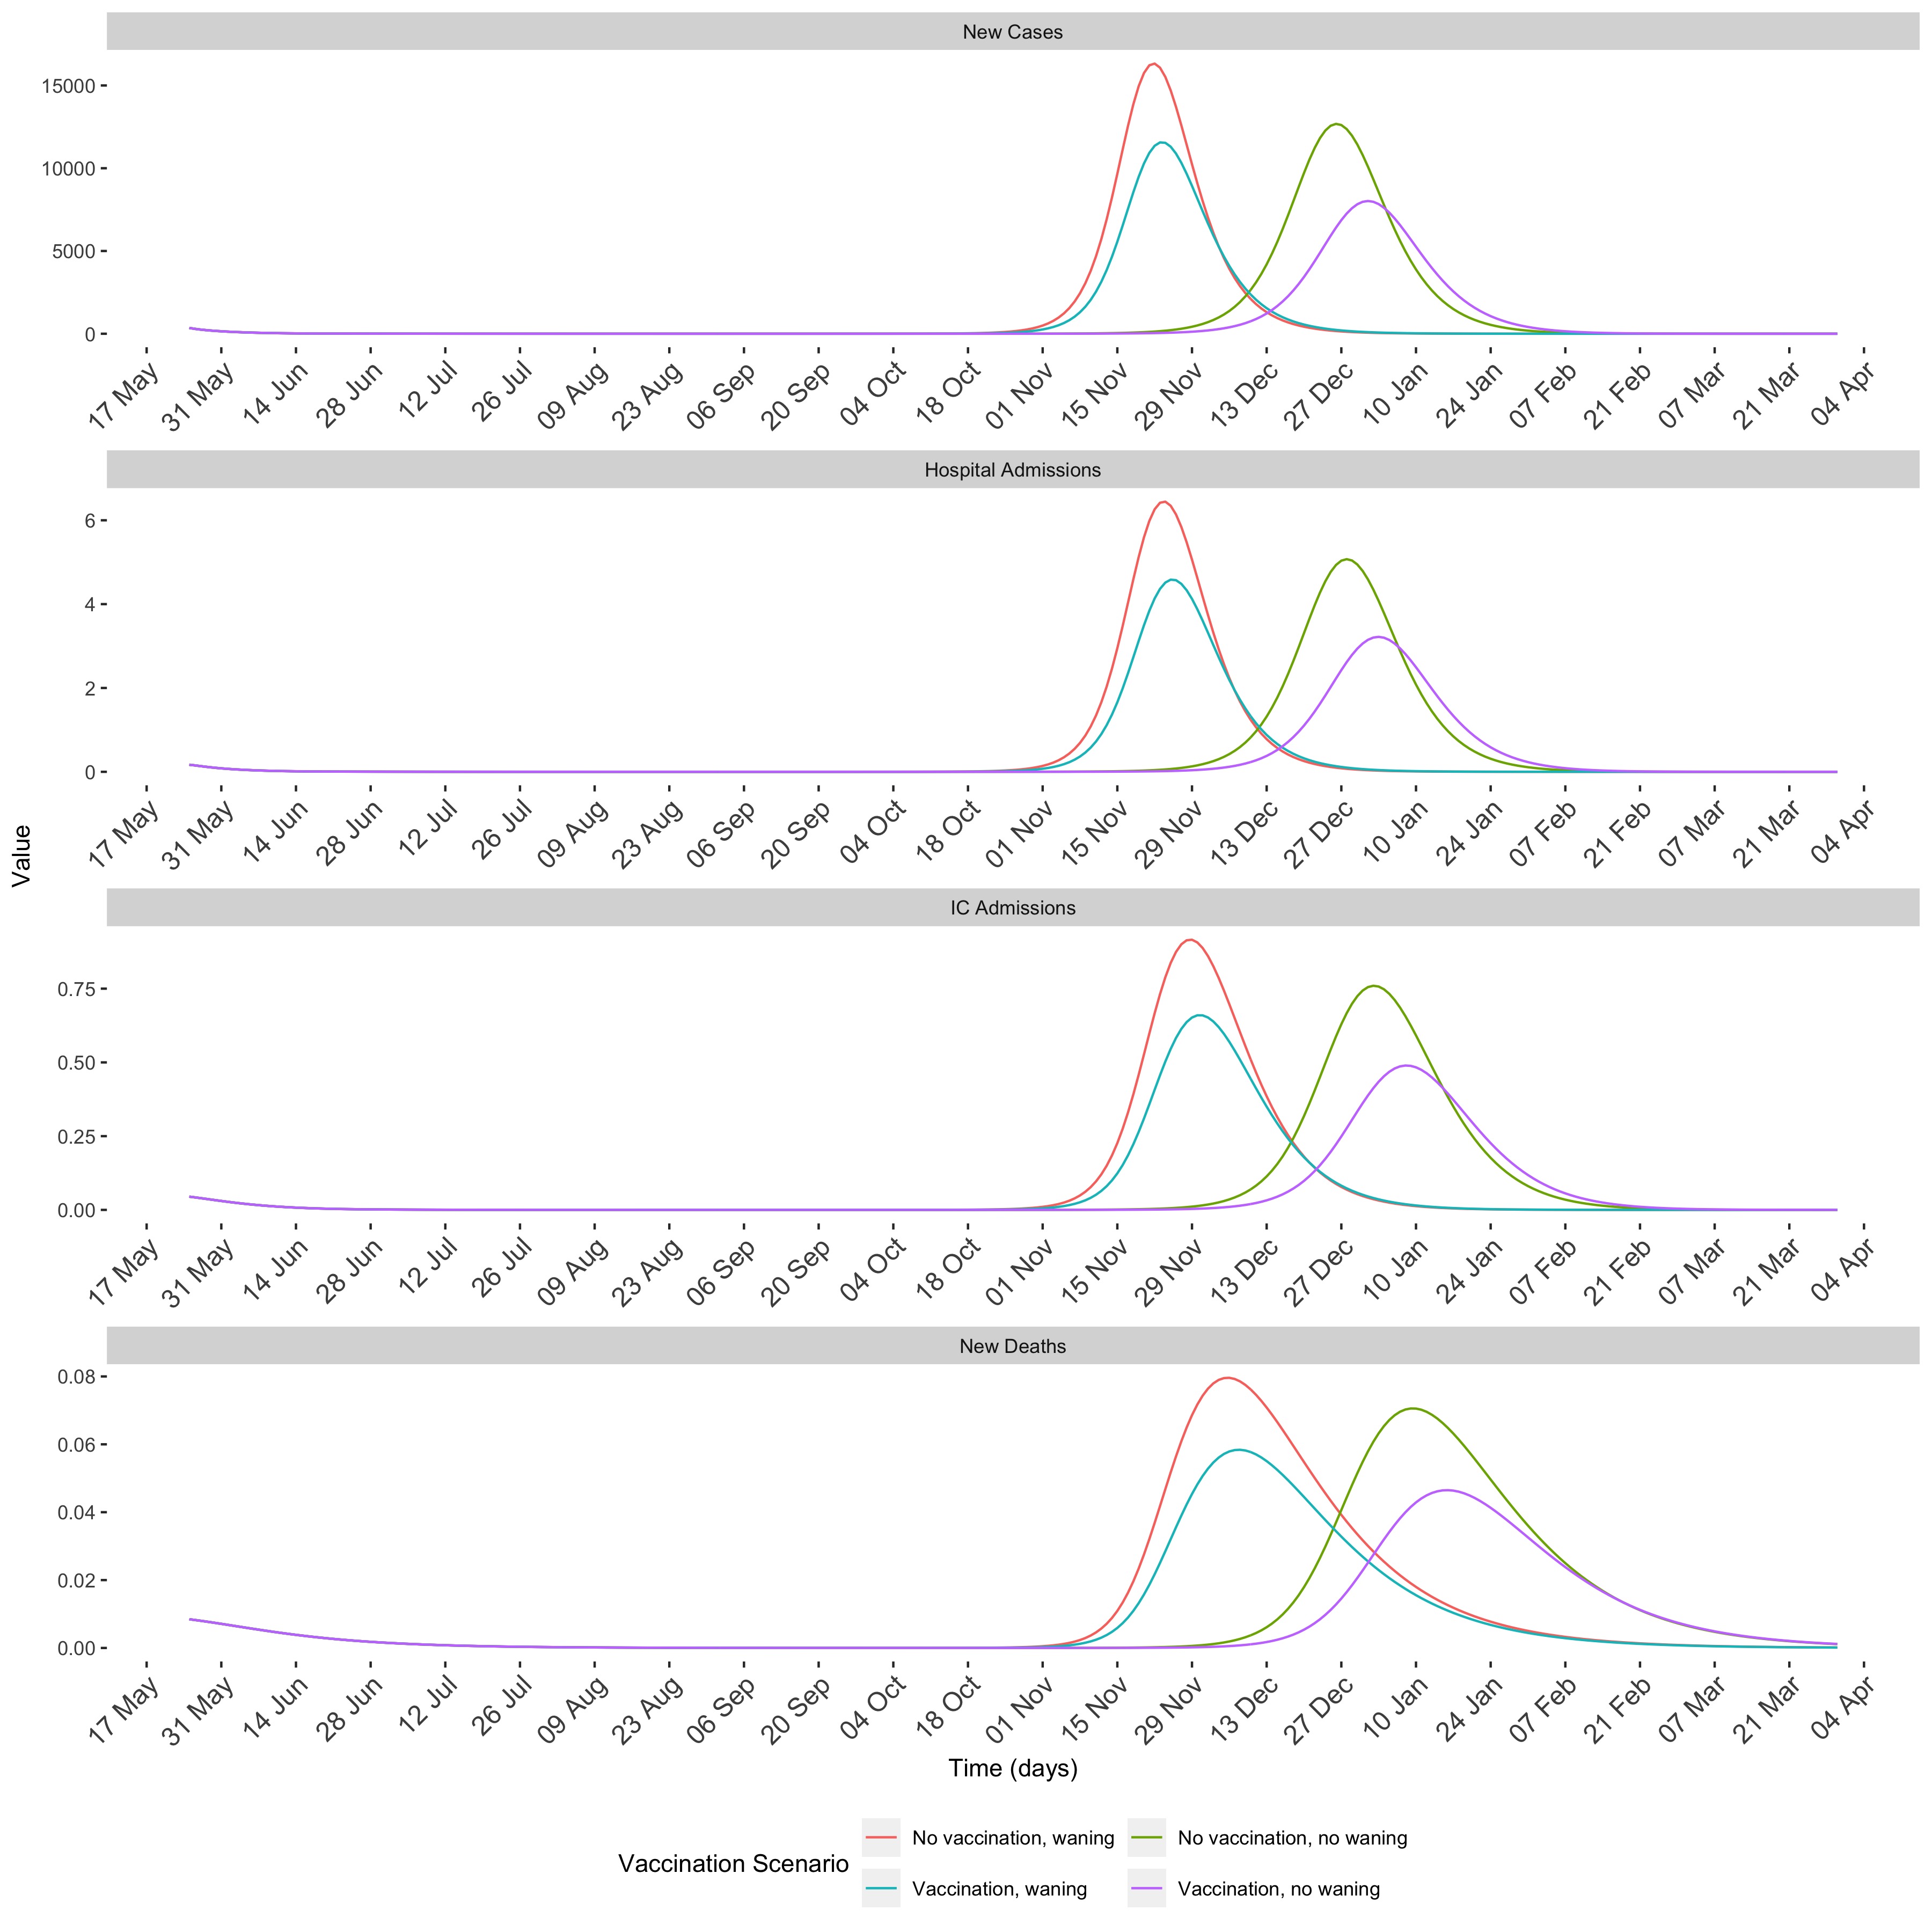 New Cases
15000
10000
5000
0
17 May 31 May 14 Jun 28 Jun 12 Jul 26 Jul 09 Aug 23 Aug 06 Sep 20 Sep 04 Oct 18 Oct 01 Nov 15 Nov 29 Nov 13 Dec 27 Dec 10 Jan 24 Jan 07 Feb 21 Feb 07 Mar 21 Mar 04 Apr
Hospital Admissions
6
4
2
0
17 May 31 May 14 Jun 28 Jun 12 Jul 26 Jul 09 Aug 23 Aug 06 Sep 20 Sep 04 Oct 18 Oct 01 Nov 15 Nov 29 Nov 13 Dec 27 Dec 10 Jan 24 Jan 07 Feb 21 Feb 07 Mar 21 Mar 04 Apr
Value
IC Admissions
0.75
0.50
0.25
0.00
17 May 31 May 14 Jun 28 Jun 12 Jul 26 Jul 09 Aug 23 Aug 06 Sep 20 Sep 04 Oct 18 Oct 01 Nov 15 Nov 29 Nov 13 Dec 27 Dec 10 Jan 24 Jan 07 Feb 21 Feb 07 Mar 21 Mar 04 Apr
New Deaths
0.08
0.06
0.04
0.02
0.00
17 May 31 May 14 Jun 28 Jun 12 Jul 26 Jul 09 Aug 23 Aug 06 Sep 20 Sep 04 Oct 18 Oct 01 Nov 15 Nov 29 Nov 13 Dec 27 Dec 10 Jan 24 Jan 07 Feb 21 Feb 07 Mar 21 Mar 04 Apr
Time (days)
Vaccination Scenario
No vaccination, waning No vaccination, no waning
Vaccination, waning Vaccination, no waning